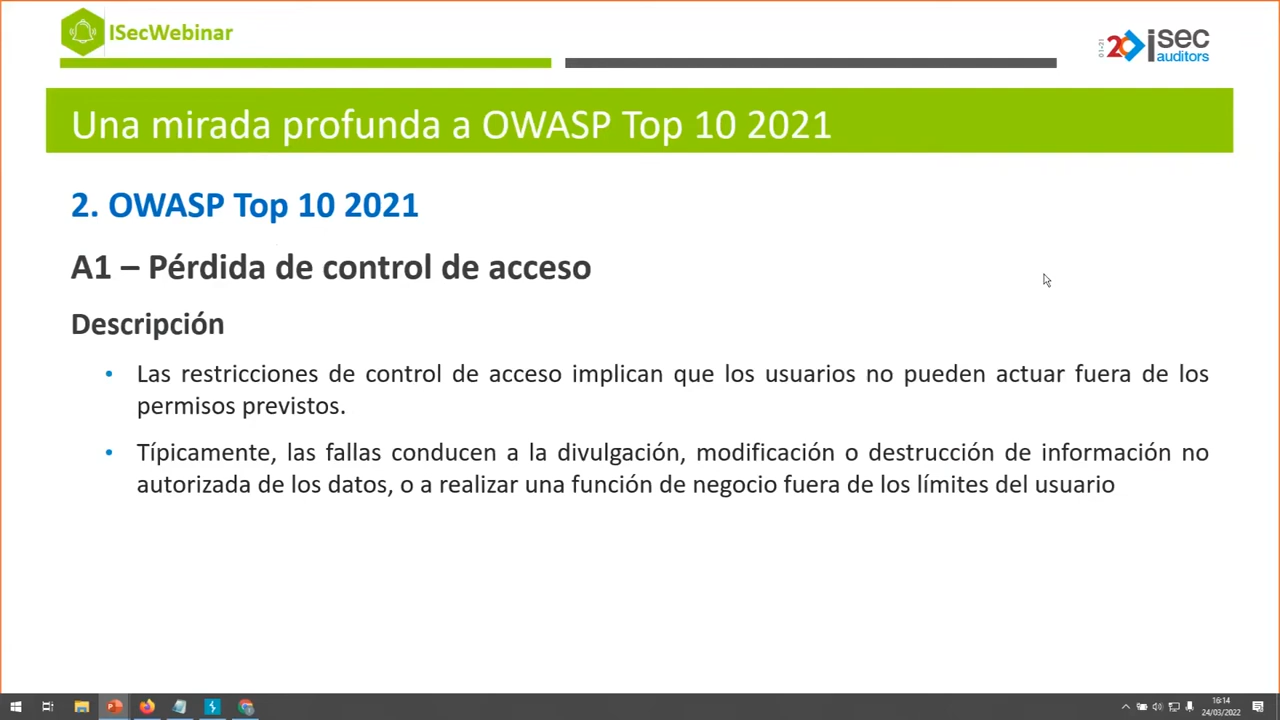 ISecWebinar
01-21
20 isec
auditors
Una mirada profunda a OWASP Top 10 2021
2. OWASP Top 10 2021
A1 – Pérdida de control de acceso
Descripción
• Las restricciones de control de acceso implican que los usuarios no pueden actuar fuera de los
permisos previstos.
• Típicamente, las fallas conducen a la divulgación, modificación o destrucción de información no
autorizada de los datos, o a realizar una función de negocio fuera de los límites del usuario
16:14
24/03/2022